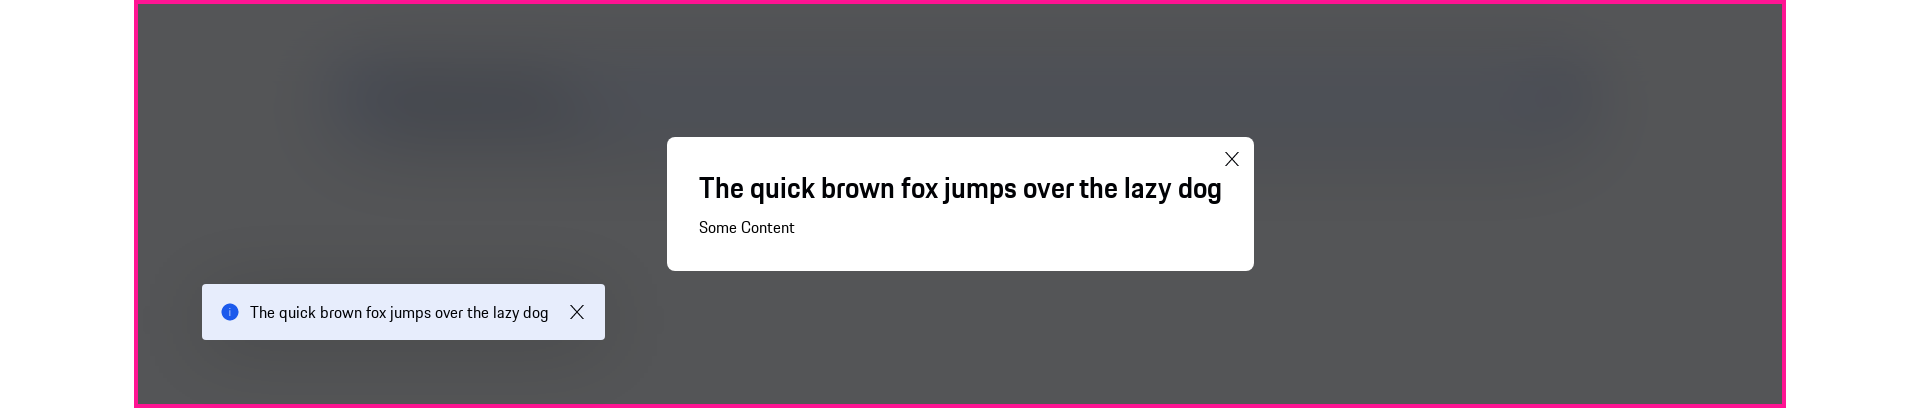 The quick brown fox jumps over the lazy dog
Some Content
The quick brown fox jumps over the lazy dog